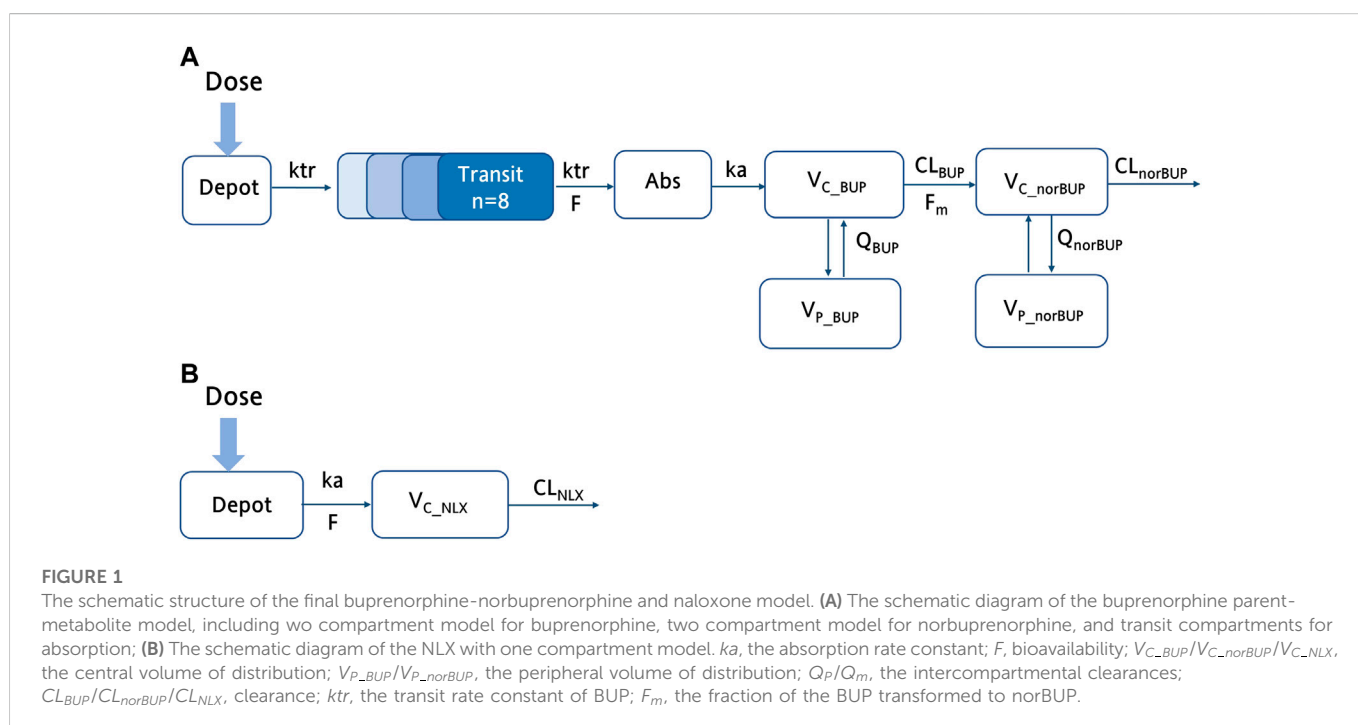 A
Dose
Depot
ktr
Transit
n=8
ktr
F
Abs
ka
V_C_BUP
CL_BUP
F_m
V_C_norBUP
CL_norBUP
Q_BUP
Q_norBUP
V_P_BUP
V_P_norBUP
B
Dose
Depot
ka
F
V_C_NLX
CL_NLX
FIGURE 1
The schematic structure of the final buprenorphine-norbuprenorphine and naloxone model. (A) The schematic diagram of the buprenorphine parent-
metabolite model, including wo compartment model for buprenorphine, two compartment model for norbuprenorphine, and transit compartments for
absorption; (B) The schematic diagram of the NLX with one compartment model. ka, the absorption rate constant; F, bioavailability; V_C_BUP/V_C_norBUP/V_C_NLX,
the central volume of distribution; V_P_BUP/V_P_norBUP, the peripheral volume of distribution; Q_P/Q_m, the intercompartmental clearances;
CL_BUP/CL_norBUP/CL_NLX, clearance; ktr, the transit rate constant of BUP; F_m, the fraction of the BUP transformed to norBUP.